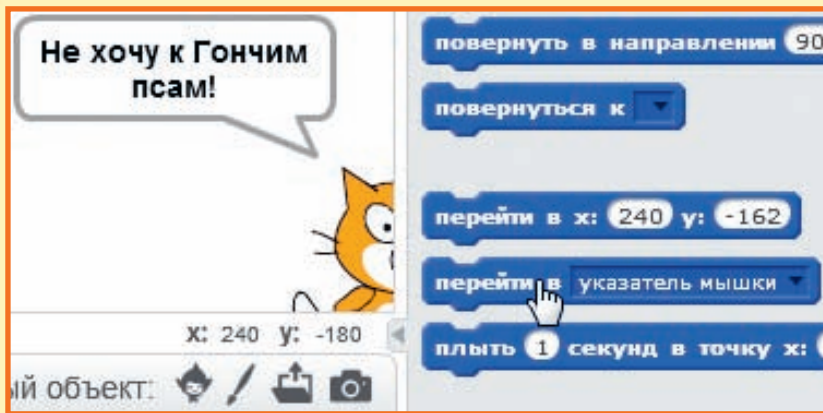 Не хочу к Гончим
псам!
x: 240 y: -180
ый объект:
повернуть в направлении 90
повернуться к
перейти в x: 240 y: -162
перейти в указатель мышки
плыть 1 секунд в точку x: